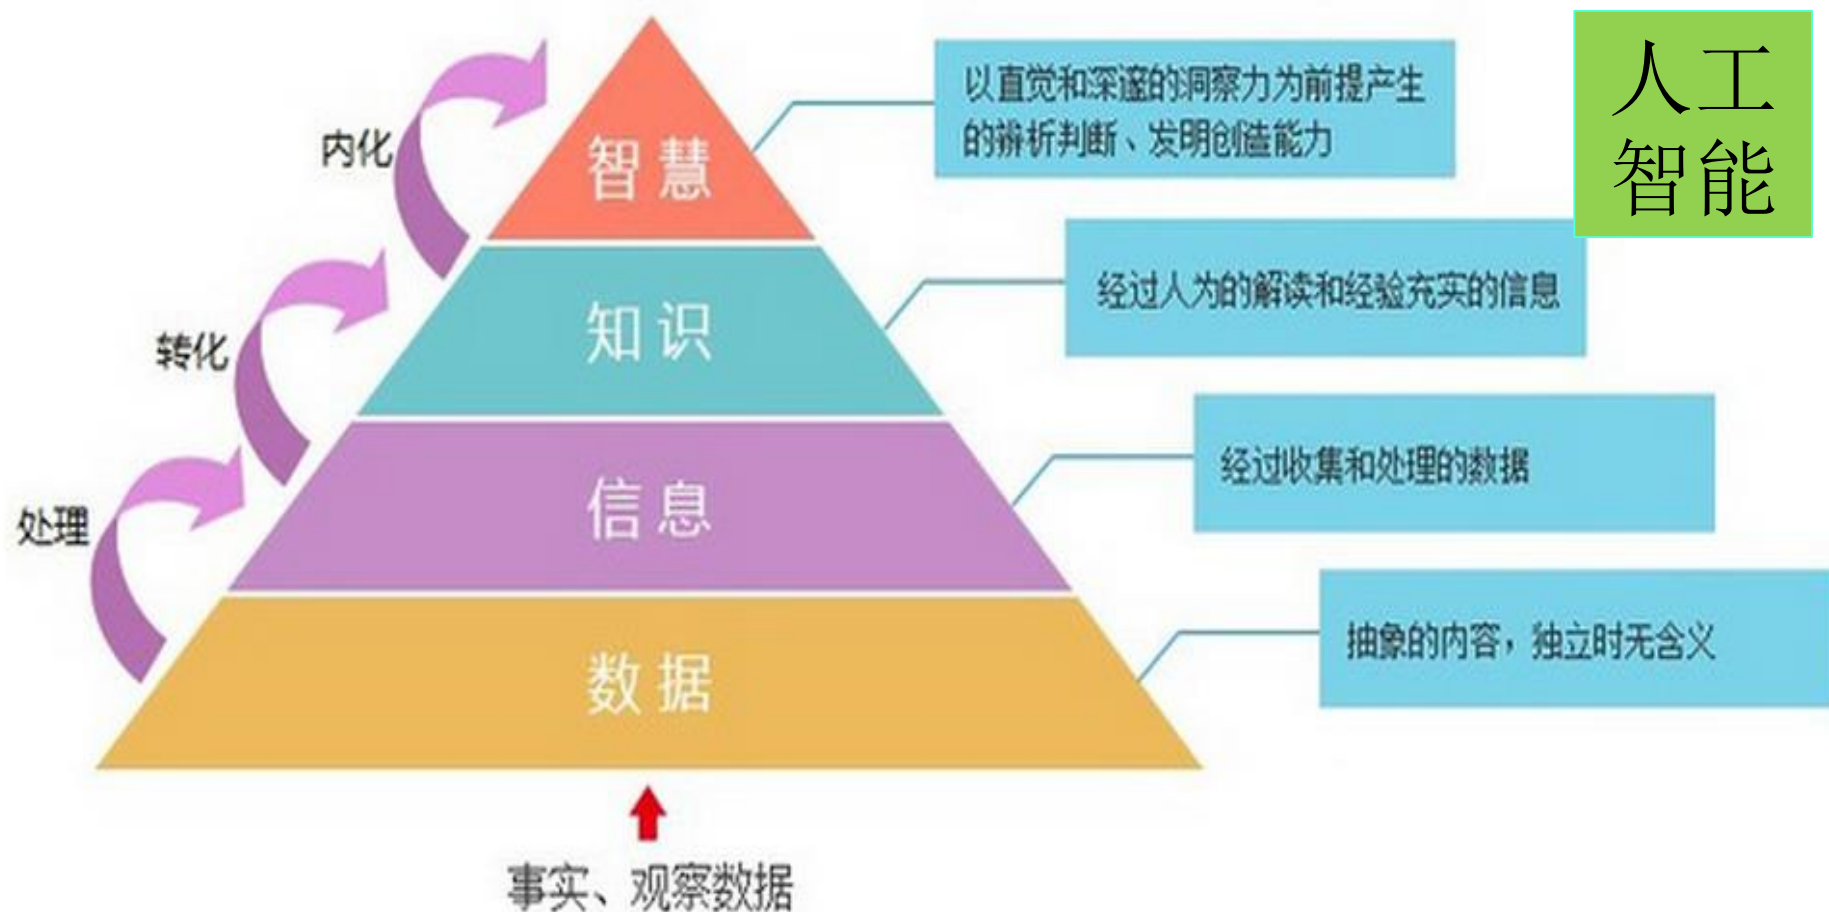 人工
智能
以直觉和深邃的洞察力为前提产生
的辨析判断、发明创造能力
内化
智慧
经过人为的解读和经验充实的信息
转化
知识
经过收集和处理的数据
处理
信息
抽象的内容，独立时无含义
数据
事实、观察数据